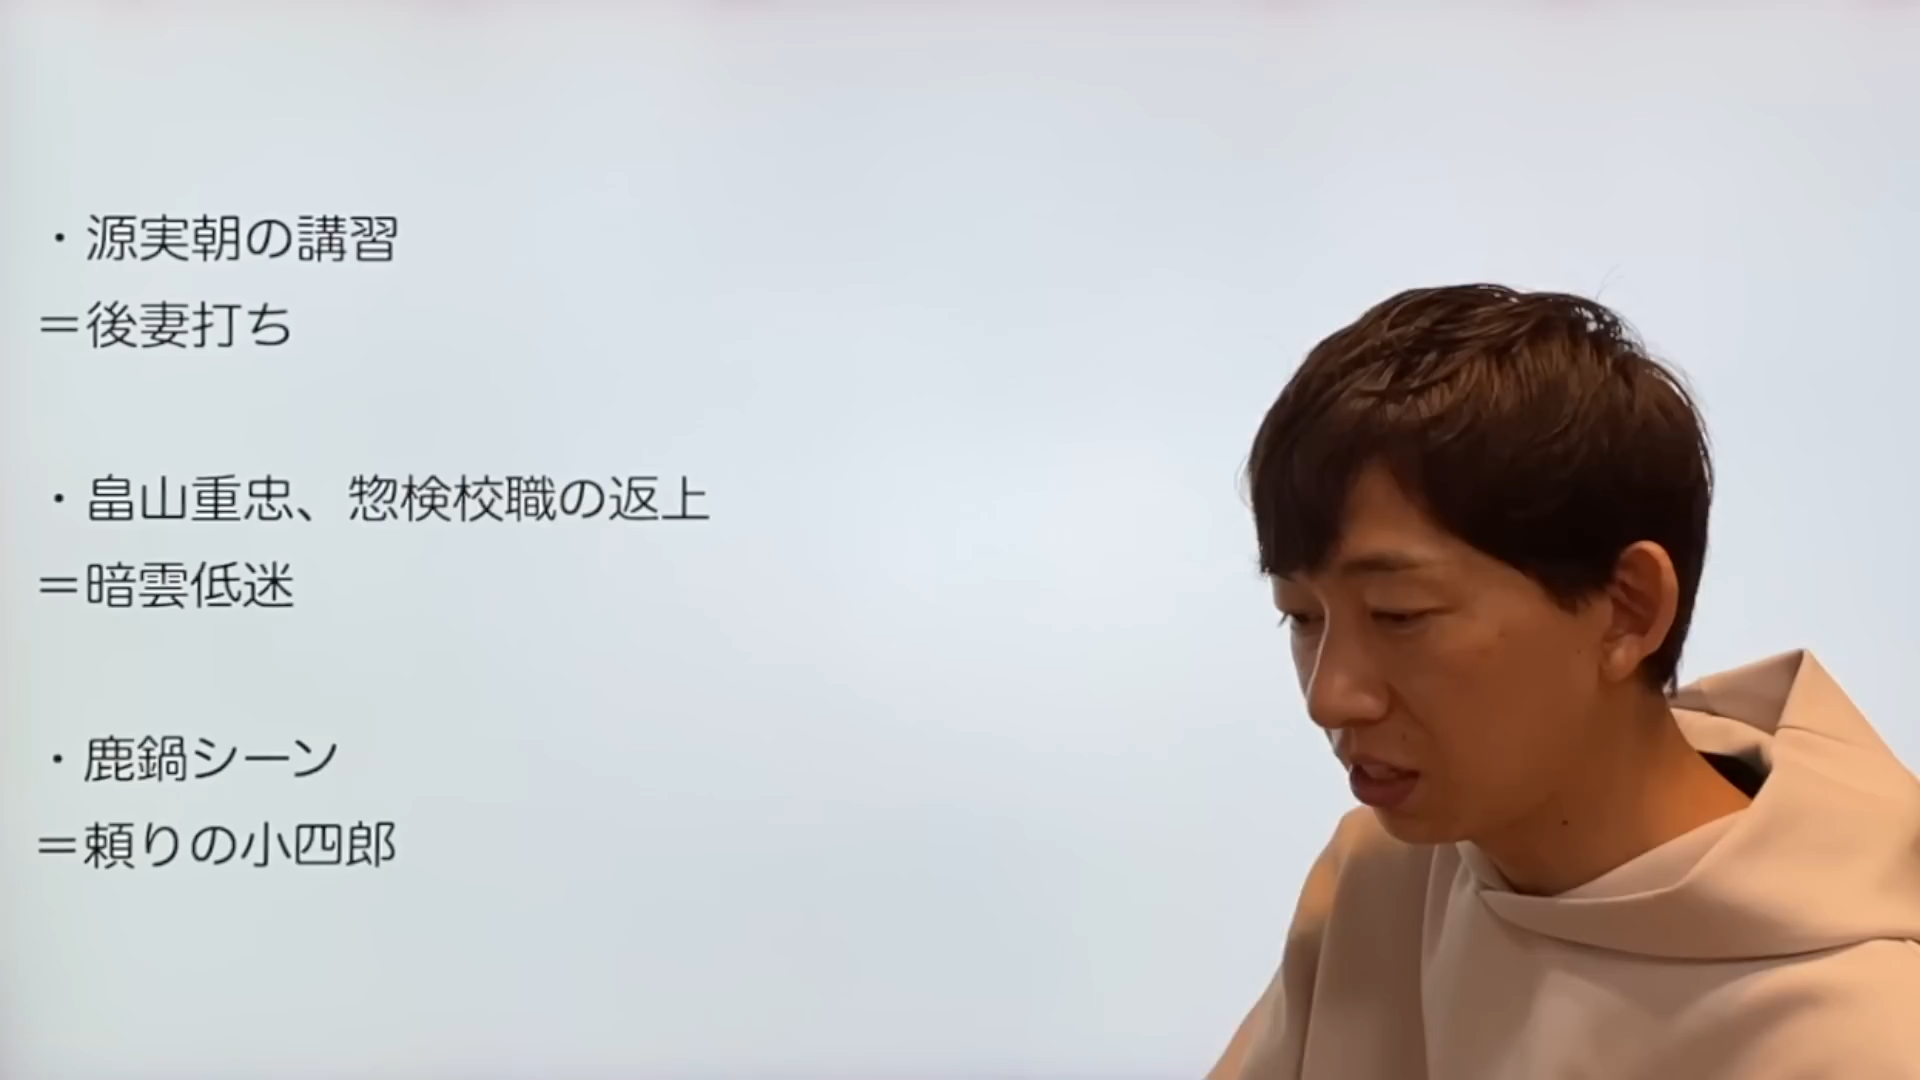 ・源実朝の講習
＝後妻打ち
・畠山重忠、惣検校職の返上
＝暗雲低迷
・鹿鍋シーン
＝頼りの小四郎